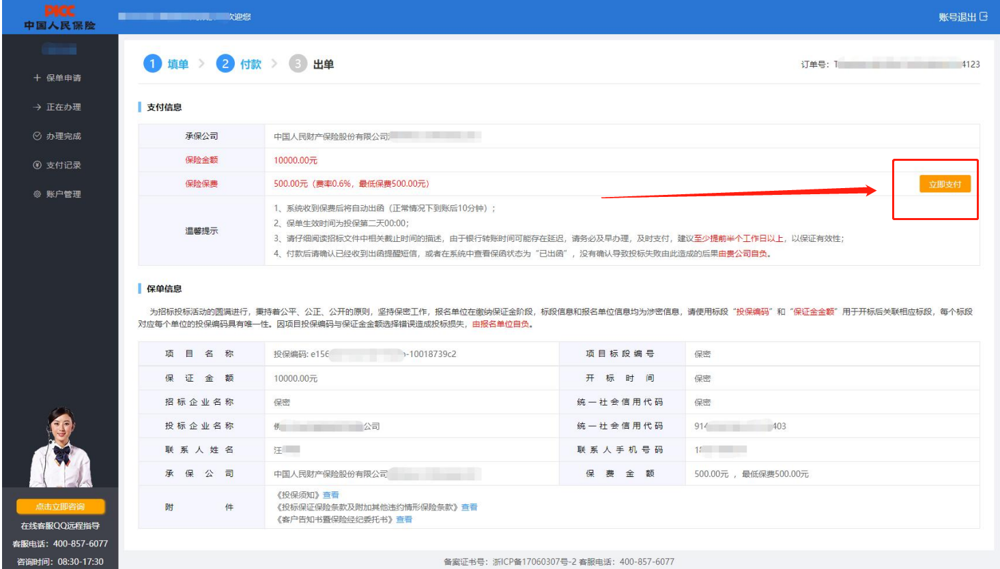 PICC
中国人民保险
欢迎您
账号退出
保单申请
正在办理
办理完成
支付记录
账户管理
点击立即咨询
在线客服QQ远程指导
客服电话：400-857-6077
咨询时间：08:30-17:30
1 填单 2 付款 3 出单
订单号：T 4123
支付信息
承保公司 中国人民财产保险股份有限公司
保险金额 10000.00元
保险保费 500.00元（费率0.6%，最低保费500.00元） 立即支付
温馨提示
1、系统收到保费后将自动出函（正常情况下到账后10分钟）；
2、保单生效时间为投保第二天00:00；
3、请仔细阅读招标文件中相关截止时间的描述，由于银行转账时间可能存在延迟，请务必及早办理，及时支付，建议至少提前半个工作日以上，以保证有效性；
4、付款后请确认已经收到出函提醒短信，或者在系统中查看保函状态为“已出函”，没有确认导致投标失败由此造成的后果由贵公司自负。
保单信息
为招标投标活动的圆满进行，秉持着公平、公正、公开的原则，坚持保密工作，报名单位在缴纳保证金阶段，标段信息和报名单位信息均为涉密信息，请使用标段“投保编码”和“保证金金额”用于开标后关联相应标段，每个标段
对应每个单位的投保编码具有唯一性。因项目投保编码与保证金金额选择错误造成投标损失，由报名单位自负。
项目名称 投保编码: e156 -10018739c2 项目标段编号 保密
保证金额 10000.00元 开标时间 保密
招标企业名称 保密 统一社会信用代码 保密
投标企业名称 公司 统一社会信用代码 914 403
联系人姓名 汪 联系人手机号码 18
承保公司 中国人民财产保险股份有限公司 保费金额 500.00元 ，最低保费500.00元
附件
《投保须知》查看
《投标保证保险条款及附加其他违约情形保险条款》查看
《客户告知书暨保险经纪委托书》查看
备案证书号：浙ICP备17060307号-2 客服电话：400-857-6077